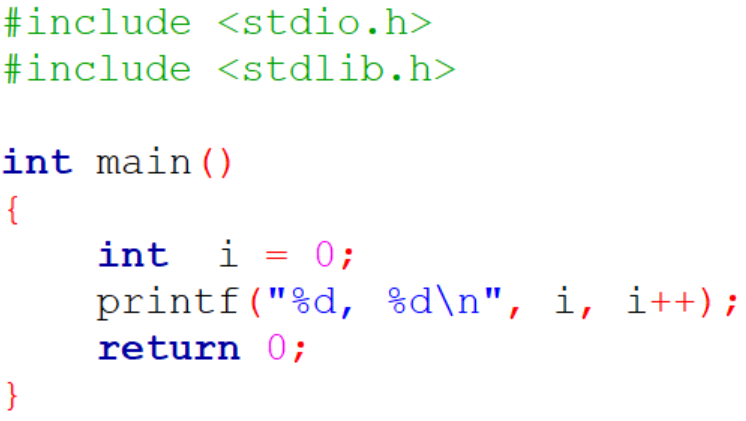 #include <stdio.h>
#include <stdlib.h>
int main()
{
    int  i = 0;
    printf("%d, %d\n", i, i++);
    return 0;
}